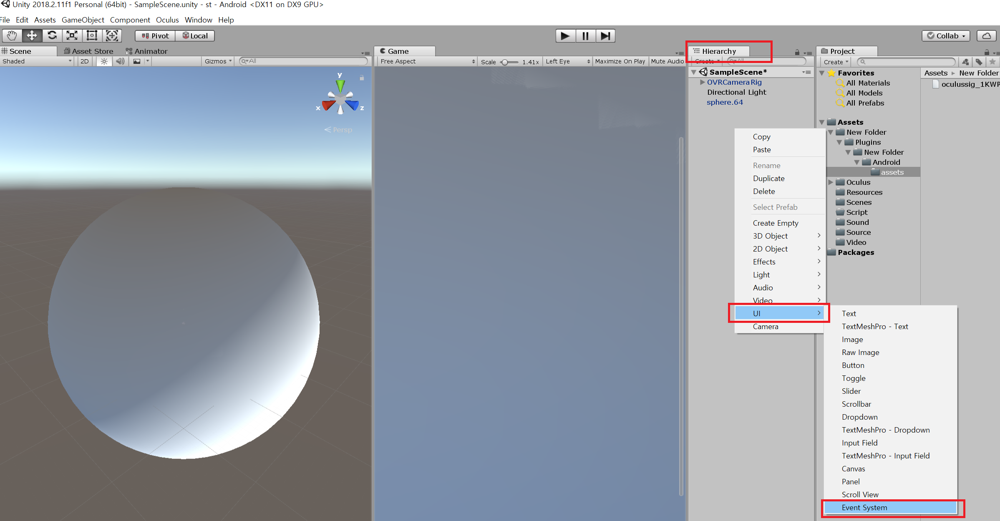 Unity 2018.2.11f1 Personal (64bit) - SampleScene.unity - st - Android <DX11 on DX9 GPU>
File Edit Assets GameObject Component Oculus Window Help
Pivot Local Collab
Scene Asset Store Animator
Shaded 2D Gizmos All
y
x z
Persp
Game
Free Aspect Scale 1.41x Left Eye Maximize On Play Mute Audio
Hierarchy
Create All
SampleScene*
OVRCameraRig
Directional Light
sphere.64
Copy
Paste
Rename
Duplicate
Delete
Select Prefab
Create Empty
3D Object
2D Object
Effects
Light
Audio
Video
UI
Camera
Text
TextMeshPro - Text
Image
Raw Image
Button
Toggle
Slider
Scrollbar
Dropdown
TextMeshPro - Dropdown
Input Field
TextMeshPro - Input Field
Canvas
Panel
Scroll View
Event System
Project
Create
Favorites
All Materials
All Models
All Prefabs
Assets
New Folder
Plugins
New Folder
Android
assets
Oculus
Resources
Scenes
Script
Sound
Source
Video
Packages
Assets New Folder
oculussig_1KWP